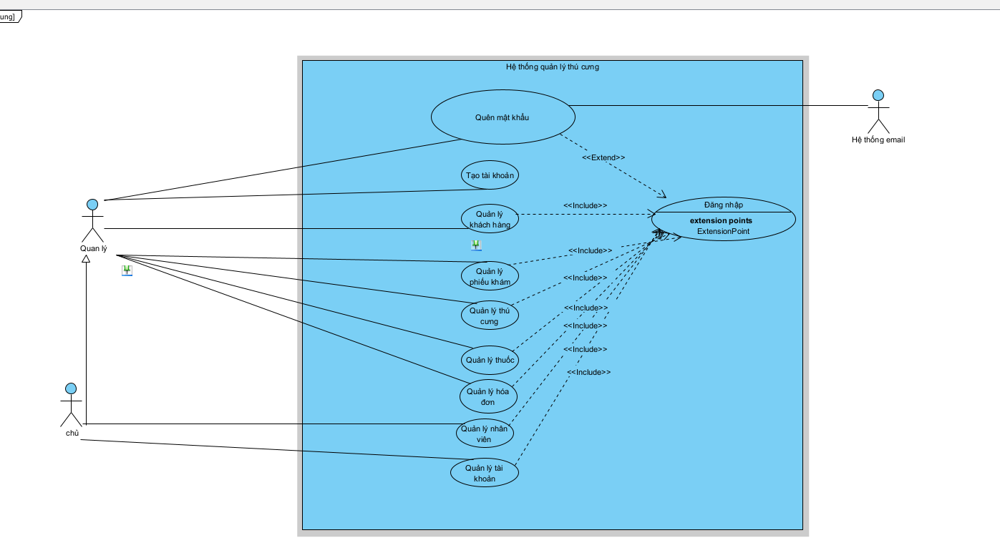 ung]
Hệ thống quản lý thú cưng
Quên mật khẩu
Hệ thống email
<<Extend>>
Tạo tài khoản
Đăng nhập
extension points
ExtensionPoint
<<Include>>
Quản lý
khách hàng
Quan lý
<<Include>>
Quản lý
phiếu khám
<<Include>>
Quản lý thú
cưng
<<Include>>
<<Include>>
Quản lý thuốc
<<Include>>
<<Include>>
Quản lý hóa
đơn
Quản lý nhân
viên
chủ
Quản lý tài
khoản